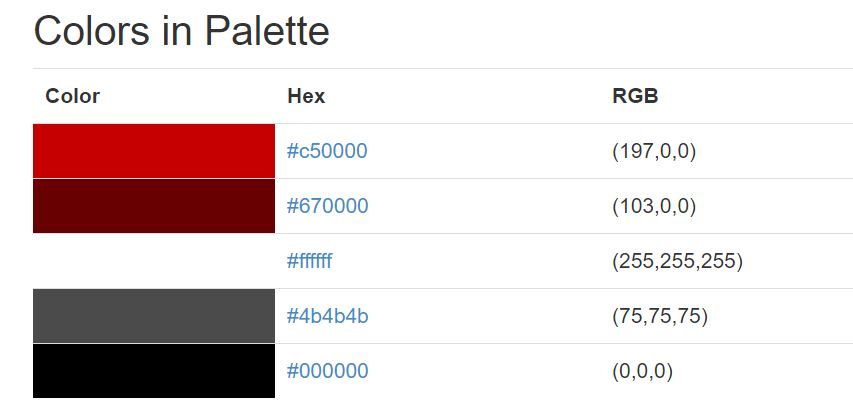 Colors in Palette
Color Hex RGB
#c50000 (197,0,0)
#670000 (103,0,0)
#ffffff (255,255,255)
#4b4b4b (75,75,75)
#000000 (0,0,0)